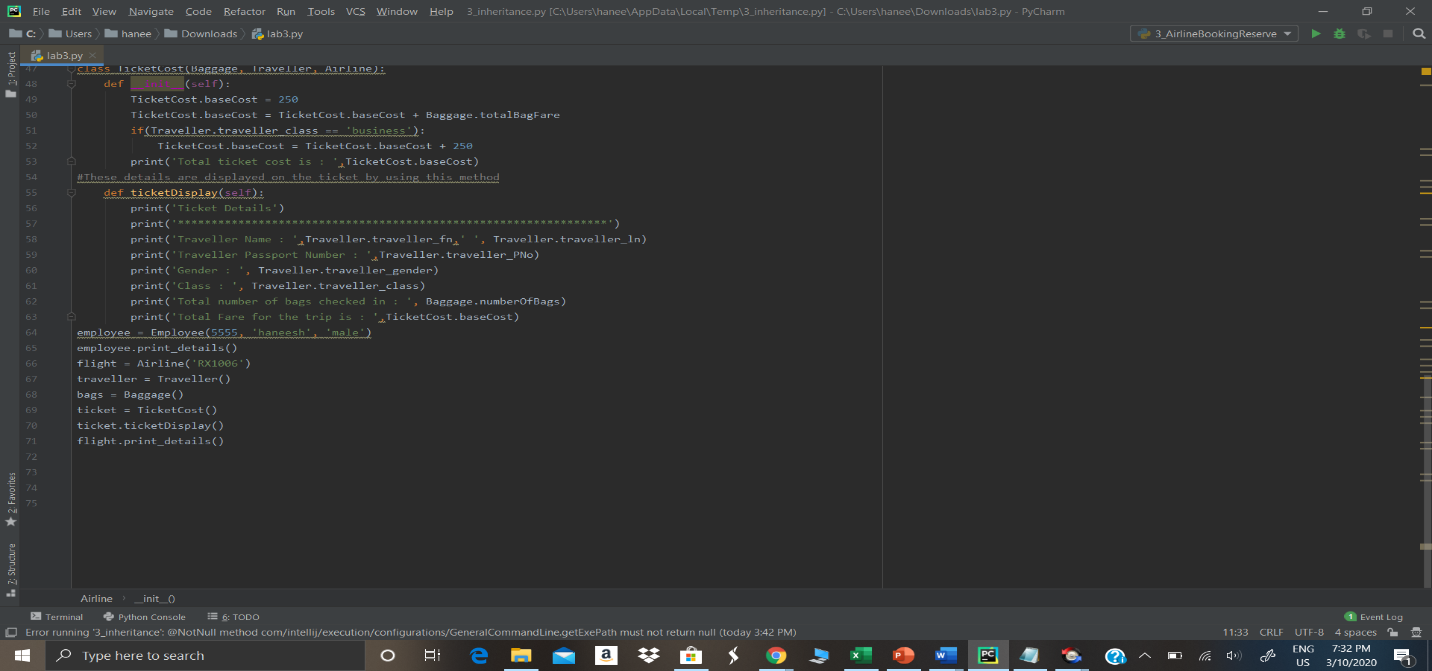 File Edit View Navigate Code Refactor Run Tools VCS Window Help 3_inheritance.py [C:\Users\hanee\AppData\Local\Temp\3_inheritance.py] - C:\Users\hanee\Downloads\lab3.py - PyCharm
C: Users hanee Downloads lab3.py 3_AirlineBookingReserve
lab3.py
1: Project
47 class TicketCost(Baggage, Traveller, Airline):
48 def __init__(self):
49 TicketCost.baseCost = 250
50 TicketCost.baseCost = TicketCost.baseCost + Baggage.totalBagFare
51 if(Traveller.traveller_class == 'business'):
52 TicketCost.baseCost = TicketCost.baseCost + 250
53 print('Total ticket cost is : ',TicketCost.baseCost)
54 #These details are displayed on the ticket by using this method
55 def ticketDisplay(self):
56 print('Ticket Details')
57 print('****************************************************************')
58 print('Traveller Name : ',Traveller.traveller_fn,' ', Traveller.traveller_ln)
59 print('Traveller Passport Number : ',Traveller.traveller_PNo)
60 print('Gender : ', Traveller.traveller_gender)
61 print('Class : ', Traveller.traveller_class)
62 print('Total number of bags checked in : ', Baggage.numberOfBags)
63 print('Total Fare for the trip is : ',TicketCost.baseCost)
64 employee = Employee(5555, 'haneesh', 'male')
65 employee.print_details()
66 flight = Airline('RX1006')
67 traveller = Traveller()
68 bags = Baggage()
69 ticket = TicketCost()
70 ticket.ticketDisplay()
71 flight.print_details()
72
73
74
75
2: Favorites
7: Structure
Airline __init__()
Terminal Python Console 6: TODO 1 Event Log
Error running '3_inheritance': @NotNull method com/intellij/execution/configurations/GeneralCommandLine.getExePath must not return null (today 3:42 PM) 11:33 CRLF UTF-8 4 spaces
Type here to search ENG US 7:32 PM 3/10/2020 1